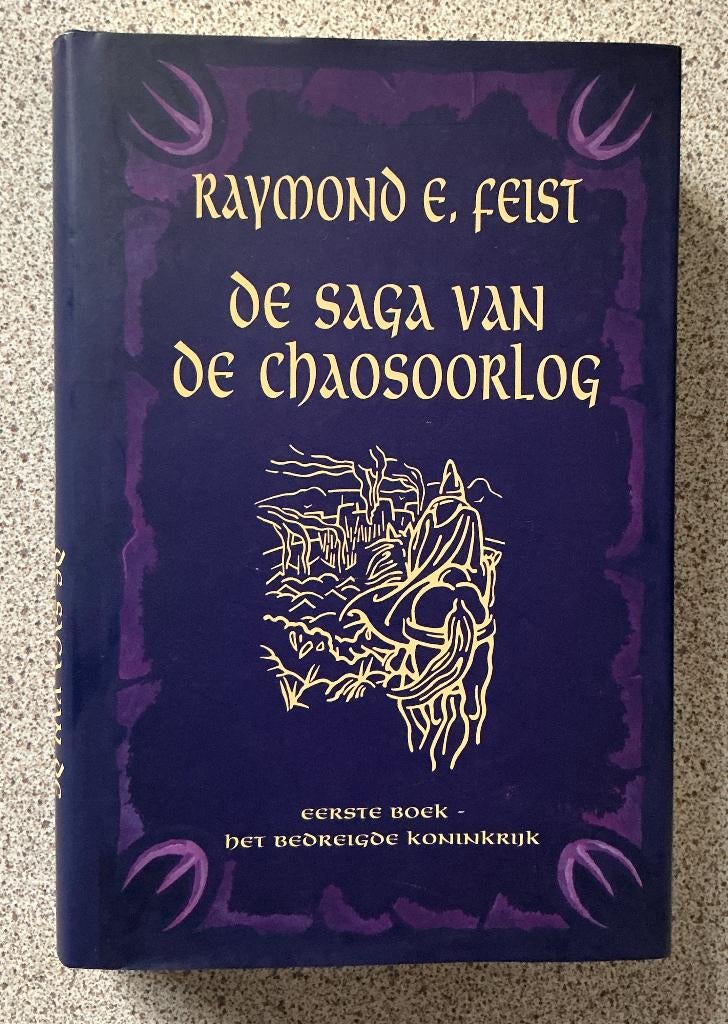 RAYMOND E. FEIST
DE SAGA VAN
DE CHAOSOORLOG
EERSTE BOEK -
HET BEDREIGDE KONINKRIJK